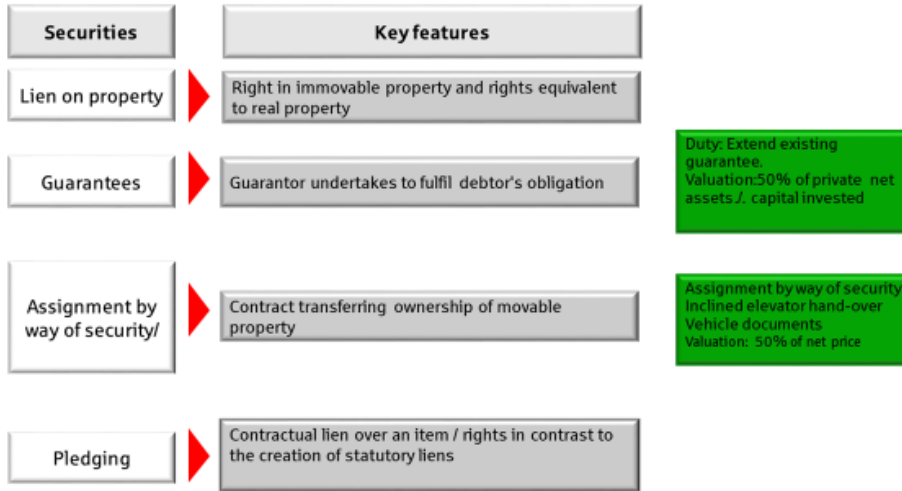 Securities
Key features
Lien on property
Right in immovable property and rights equivalent
to real property
Guarantees
Guarantor undertakes to fulfil debtor's obligation
Duty: Extend existing
guarantee.
Valuation:50% of private net
assets./. capital invested
Assignment by
way of security/
Contract transferring ownership of movable
property
Assignment by way of security
Inclined elevator hand-over
Vehicle documents
Valuation: 50% of net price
Pledging
Contractual lien over an item / rights in contrast to
the creation of statutory liens